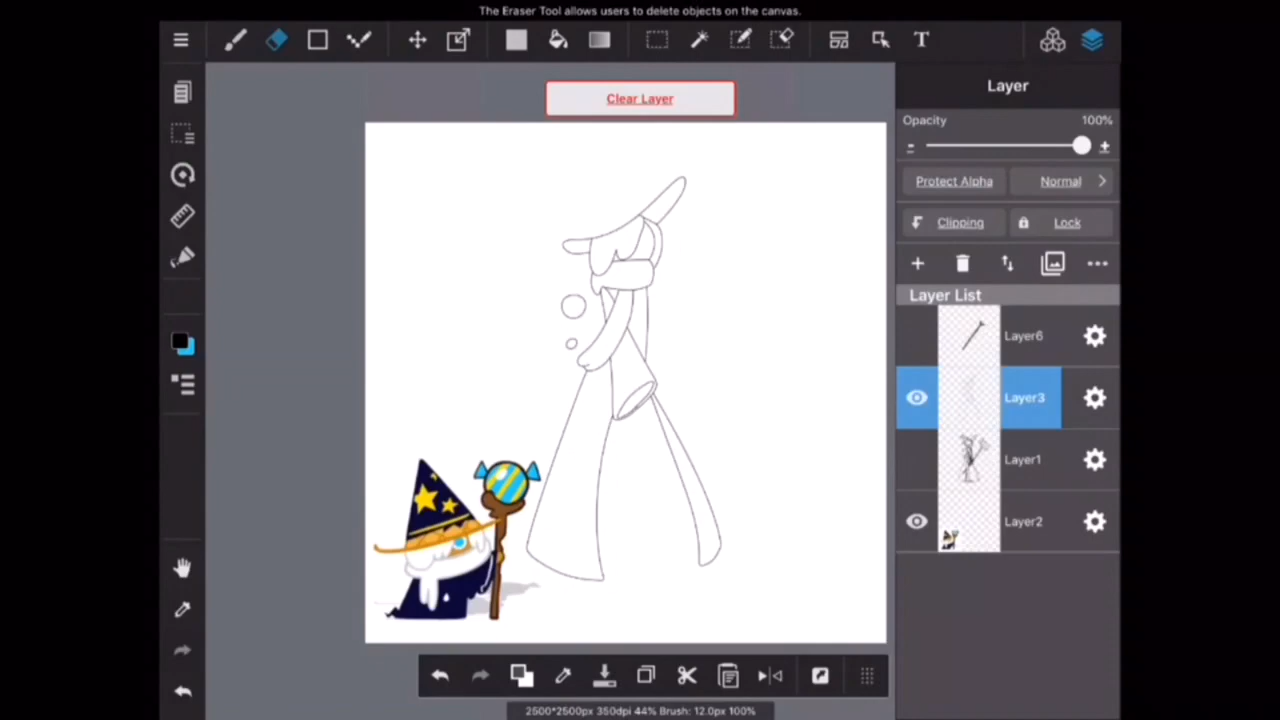 The Eraser Tool allows users to delete objects on the canvas.
T
Clear Layer
Layer
Opacity 100%
Protect Alpha Normal
Clipping Lock
Layer List
Layer6
Layer3
Layer1
Layer2
2500*2500px 350dpi 44% Brush: 12.0px 100%